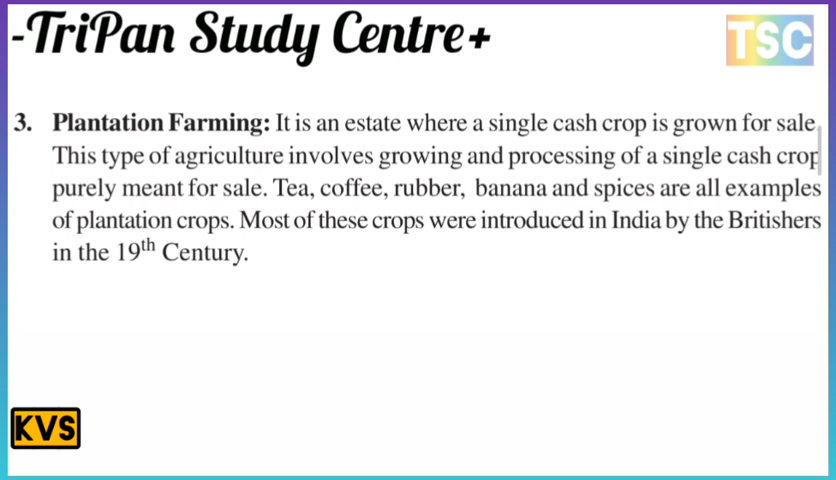 -TriPan Study Centre+
TSC
3. Plantation Farming: It is an estate where a single cash crop is grown for sale.
This type of agriculture involves growing and processing of a single cash crop
purely meant for sale. Tea, coffee, rubber, banana and spices are all examples
of plantation crops. Most of these crops were introduced in India by the Britishers
in the 19th Century.
KVS